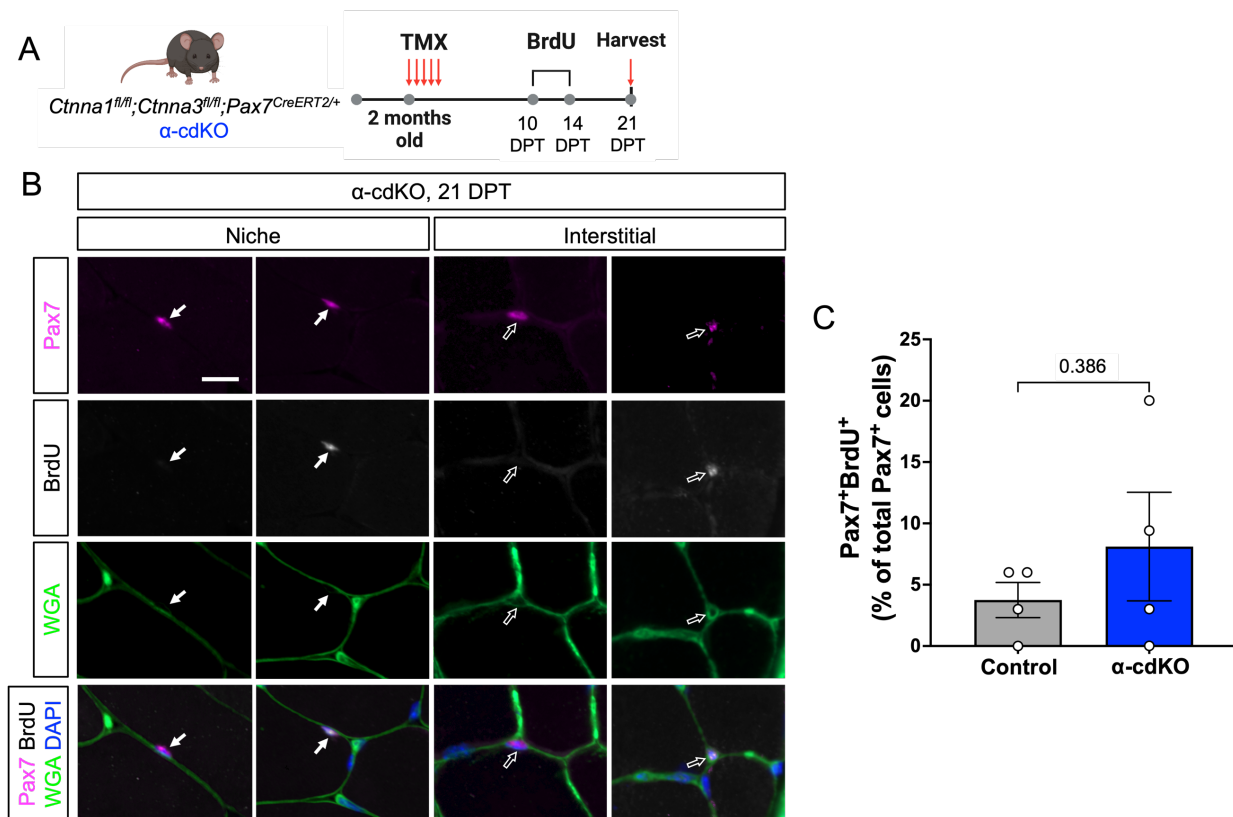 A
Ctnna1fl/fl;Ctnna3fl/fl;Pax7CreERT2/+
α-cdKO
TMX
BrdU
Harvest
2 months
old
10
DPT
14
DPT
21
DPT
B
α-cdKO, 21 DPT
Niche
Interstitial
Pax7
BrdU
WGA
Pax7 BrdU
WGA DAPI
C
Pax7+BrdU+
(% of total Pax7+ cells)
25
20
15
10
5
0
0.386
Control
α-cdKO